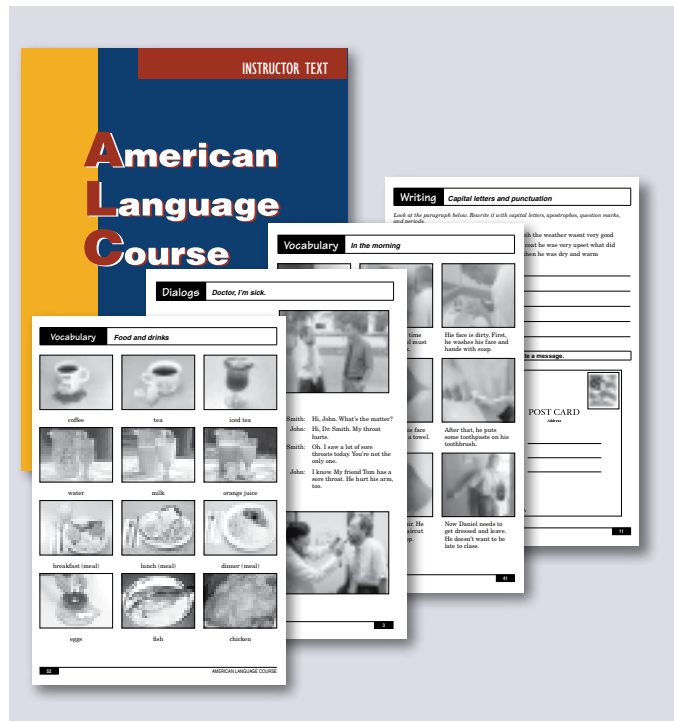 INSTRUCTOR TEXT
American
Language
Course
Writing Capital letters and punctuation
Look at the paragraph below. Rewrite it with capital letters, apostrophes, question marks,
and periods.
the weather wasnt very good
coat he was very upset what did
he was dry and warm
a message.
POST CARD
Address
11
Vocabulary In the morning
time
must
His face is dirty. First,
he washes his face and
hands with soap.
face
a towel.
After that, he puts
some toothpaste on his
toothbrush.
He
Now Daniel needs to
get dressed and leave.
He doesn't want to be
late to class.
41
Dialogs Doctor, I'm sick.
Smith: Hi, John. What's the matter?
John: Hi, Dr. Smith. My throat
hurts.
Smith: Oh. I saw a lot of sore
throats today. You're not the
only one.
John: I know. My friend Tom has a
sore throat. He hurt his arm,
too.
3
Vocabulary Food and drinks
coffee tea iced tea
water milk orange juice
breakfast (meal) lunch (meal) dinner (meal)
eggs fish chicken
52 AMERICAN LANGUAGE COURSE